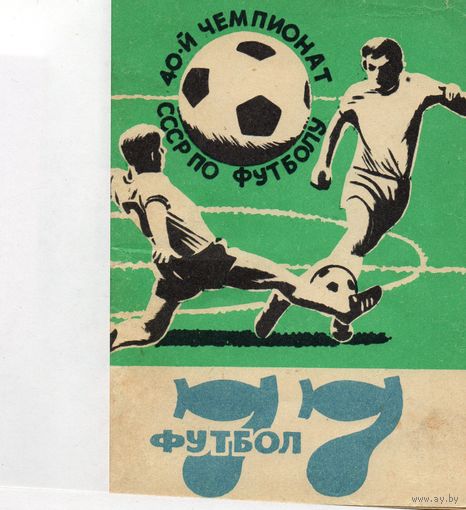 40-Й ЧЕМПИОНАТ
СССР ПО ФУТБОЛУ
77
ФУТБОЛ
www.ay.by